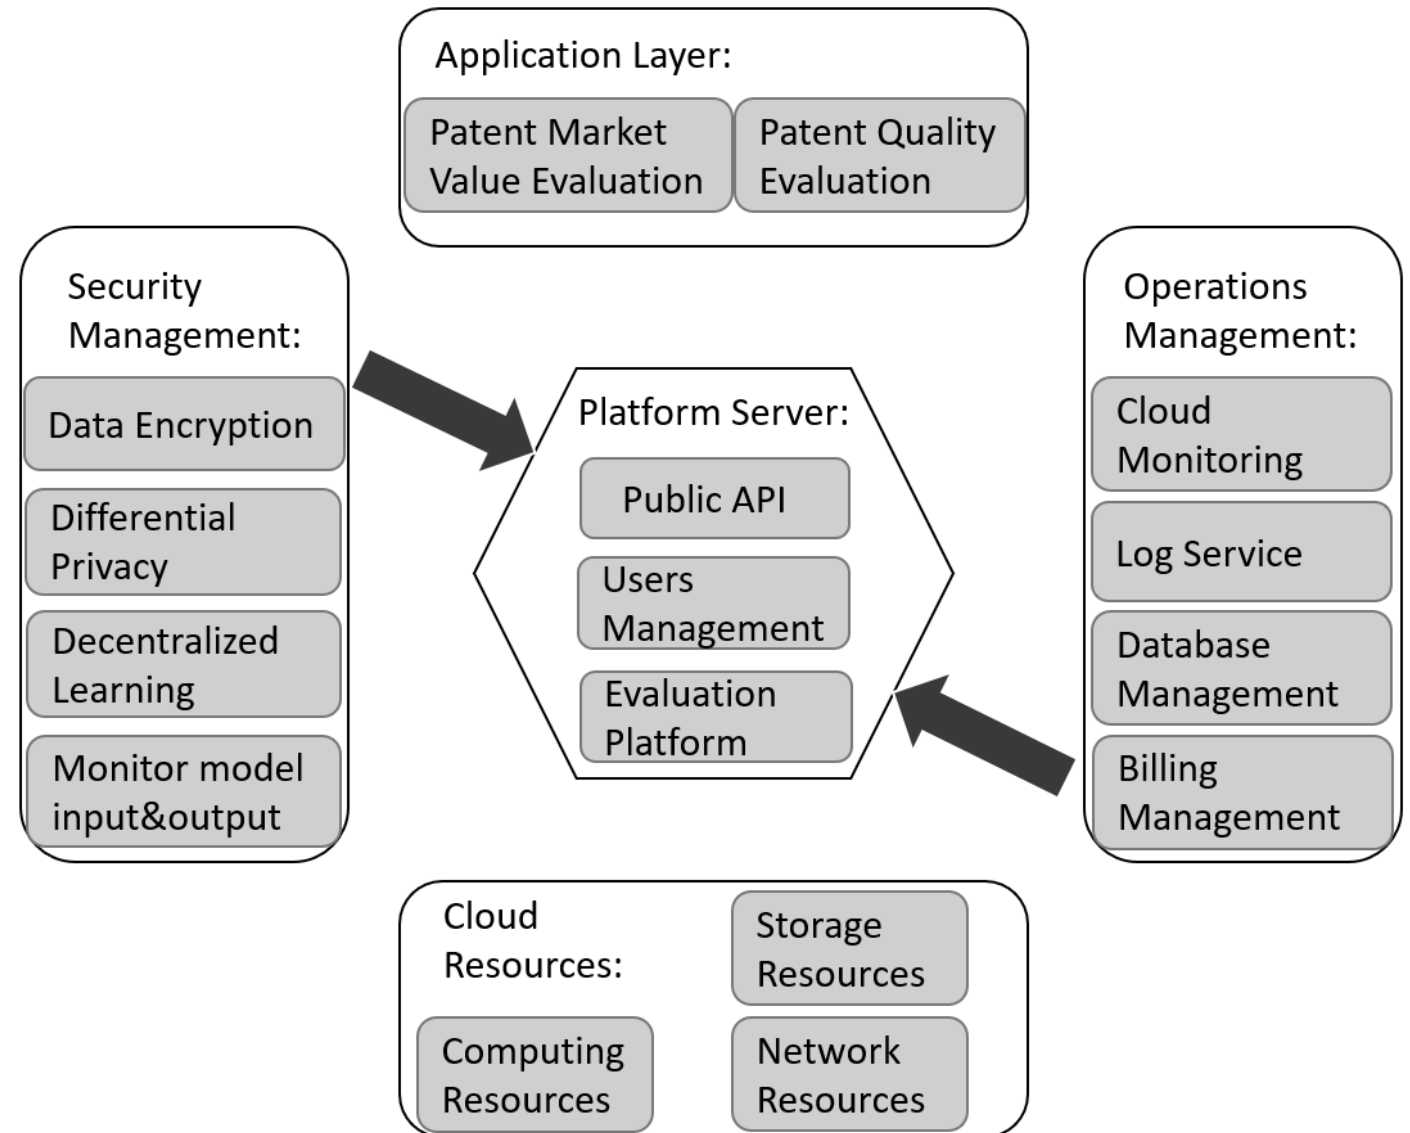 Application Layer:
Patent Market
Value Evaluation
Patent Quality
Evaluation
Security
Management:
Data Encryption
Differential
Privacy
Decentralized
Learning
Monitor model
input&output
Platform Server:
Public API
Users
Management
Evaluation
Platform
Operations
Management:
Cloud
Monitoring
Log Service
Database
Management
Billing
Management
Cloud
Resources:
Storage
Resources
Computing
Resources
Network
Resources